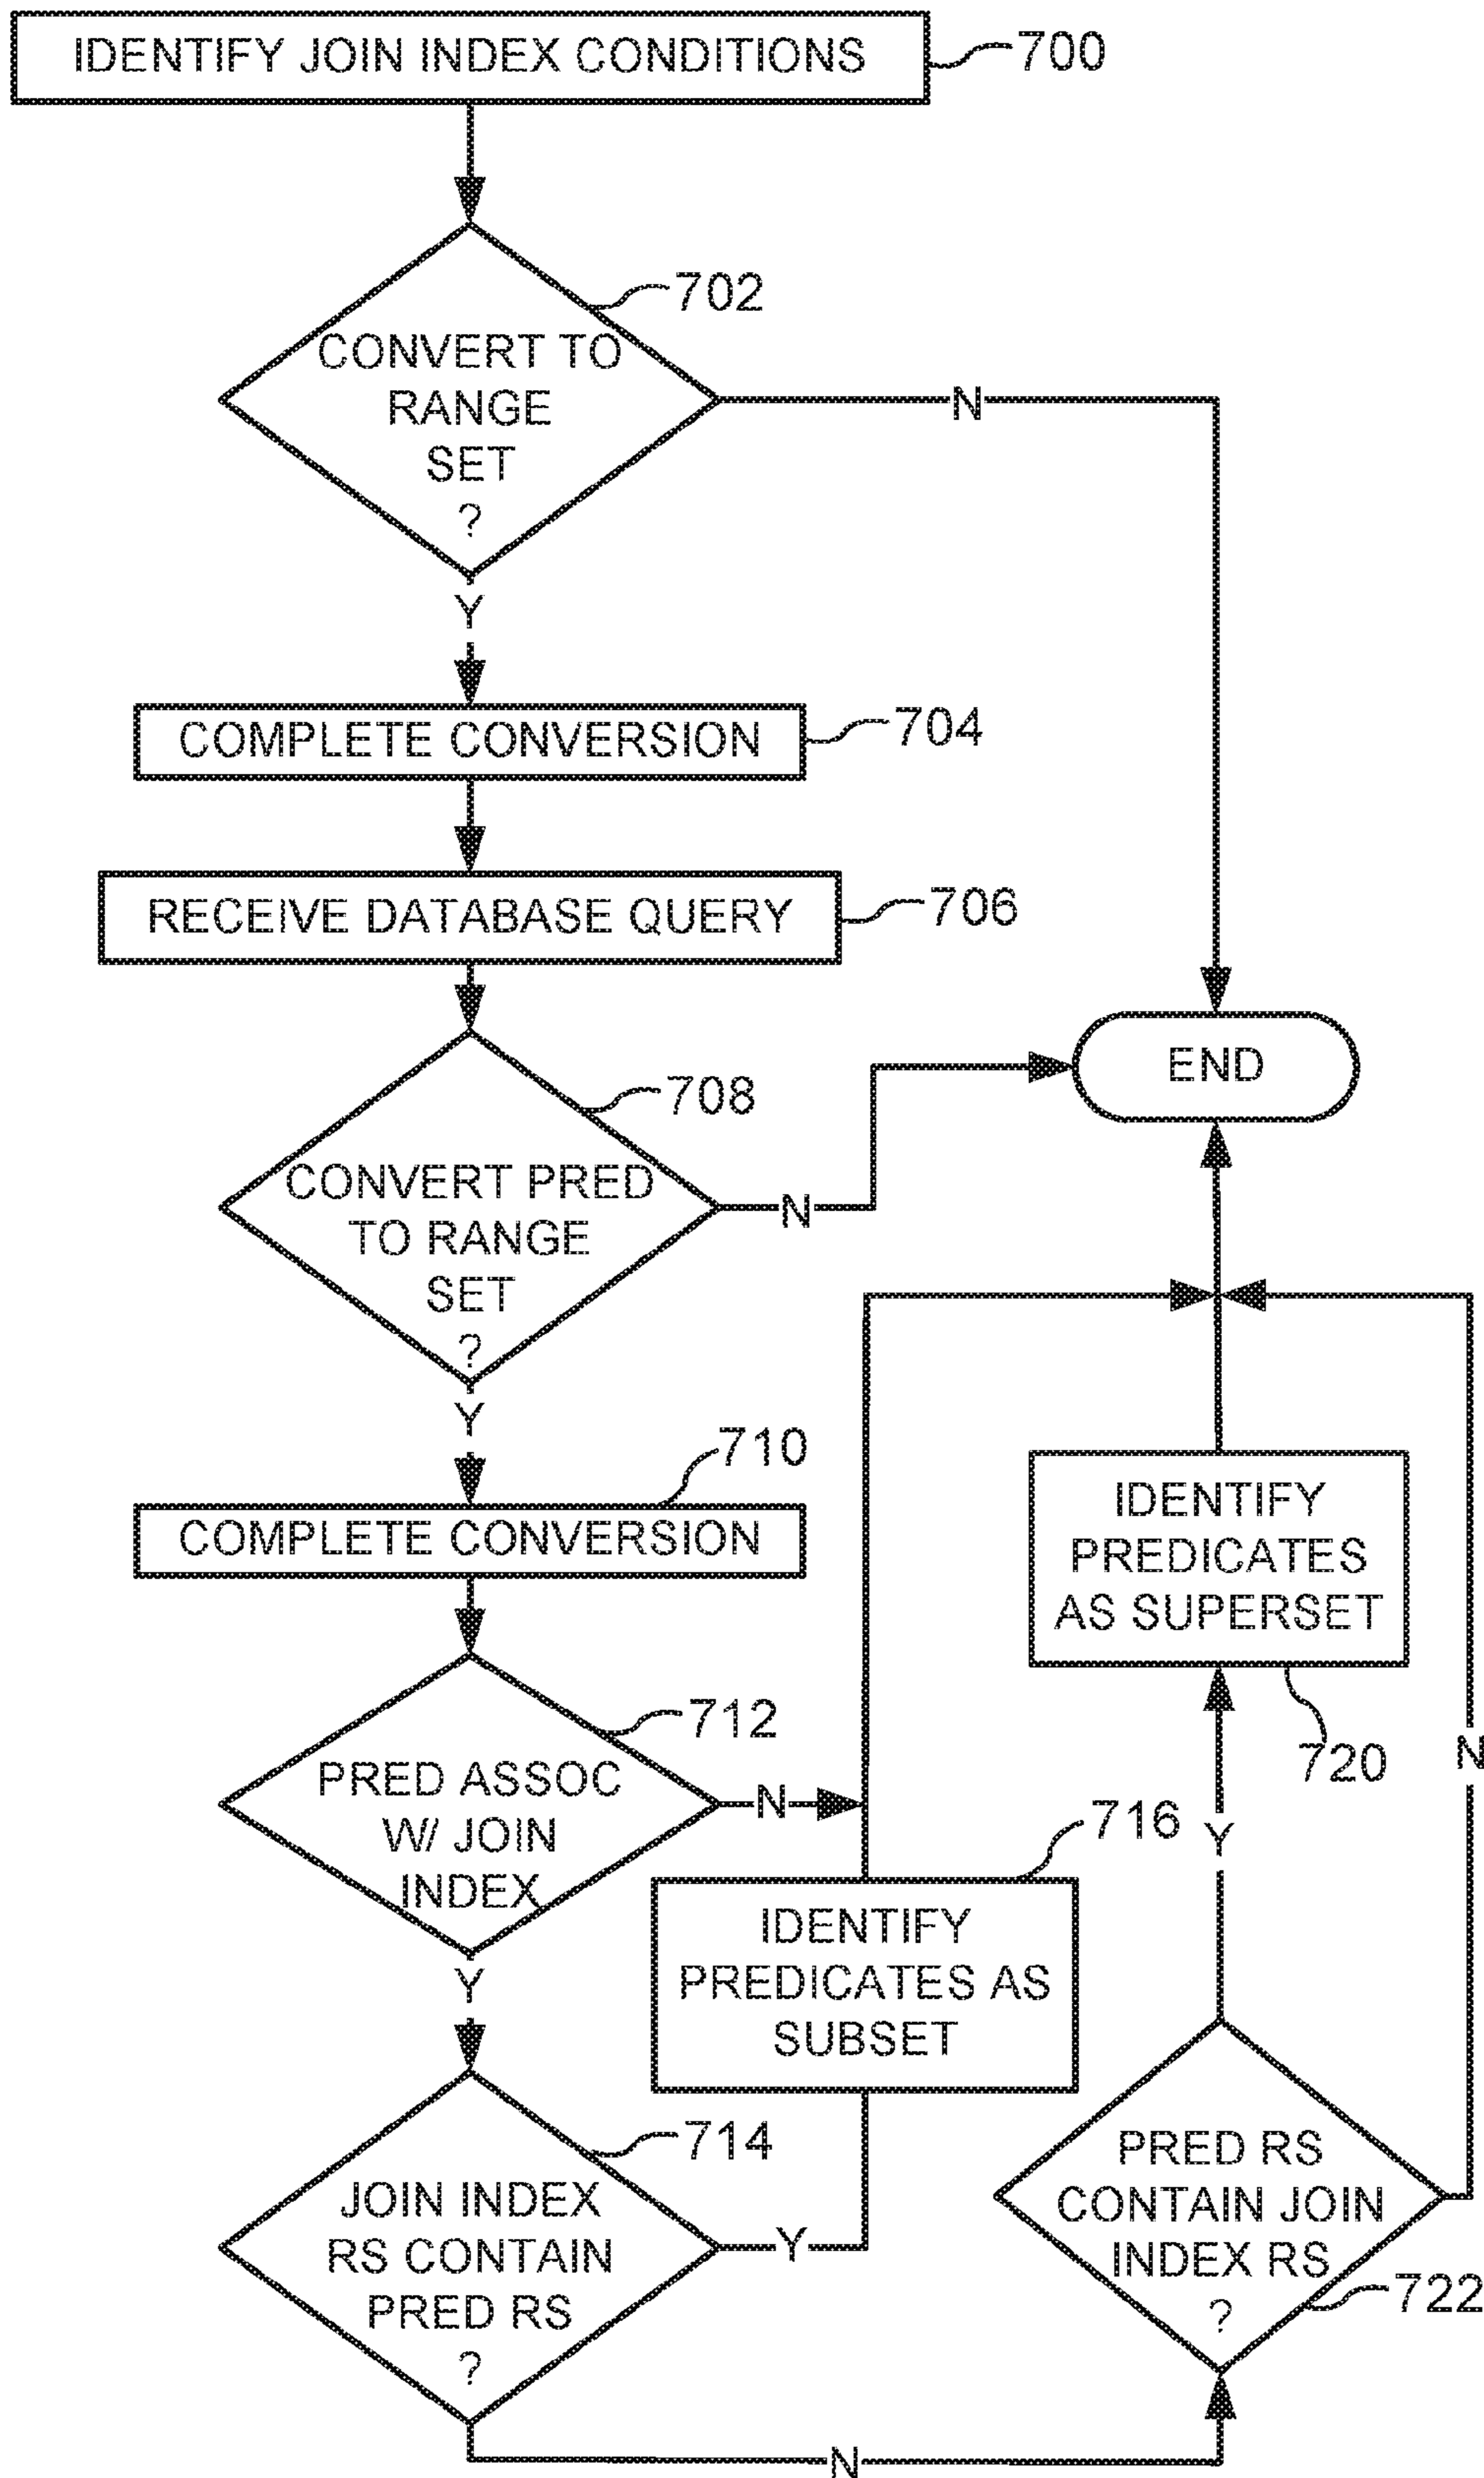 IDENTIFY JOIN INDEX CONDITIONS
700
702
CONVERT TO
RANGE
SET
?
N
Y
COMPLETE CONVERSION
704
RECEIVE DATABASE QUERY
706
END
708
CONVERT PRED
TO RANGE
SET
?
N
Y
710
COMPLETE CONVERSION
IDENTIFY
PREDICATES
AS SUPERSET
720
N
712
PRED ASSOC
W/ JOIN
INDEX
N
Y
716
IDENTIFY
PREDICATES AS
SUBSET
Y
714
JOIN INDEX
RS CONTAIN
PRED RS
?
Y
PRED RS
CONTAIN JOIN
INDEX RS
?
722
N